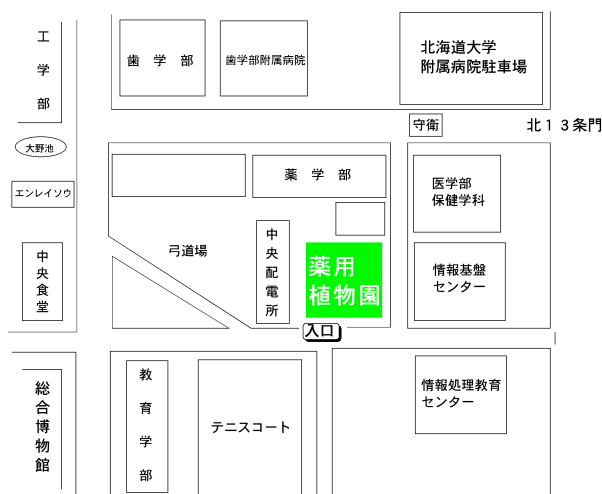 工学部
歯学部
歯学部附属病院
北海道大学
附属病院駐車場
守衛
北13条門
大野池
エンレイソウ
薬学部
医学部
保健学科
中央食堂
弓道場
中央配電所
薬用
植物園
情報基盤
センター
入口
総合博物館
教育学部
テニスコート
情報処理教育
センター